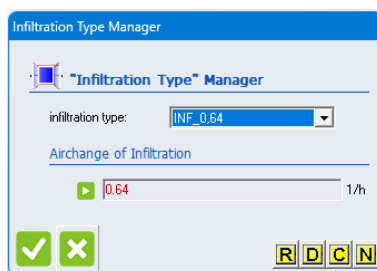 Infiltration Type Manager
"Infiltration Type" Manager
infiltration type: INF_0,64
Airchange of Infiltration
0.64 1/h
R D C N